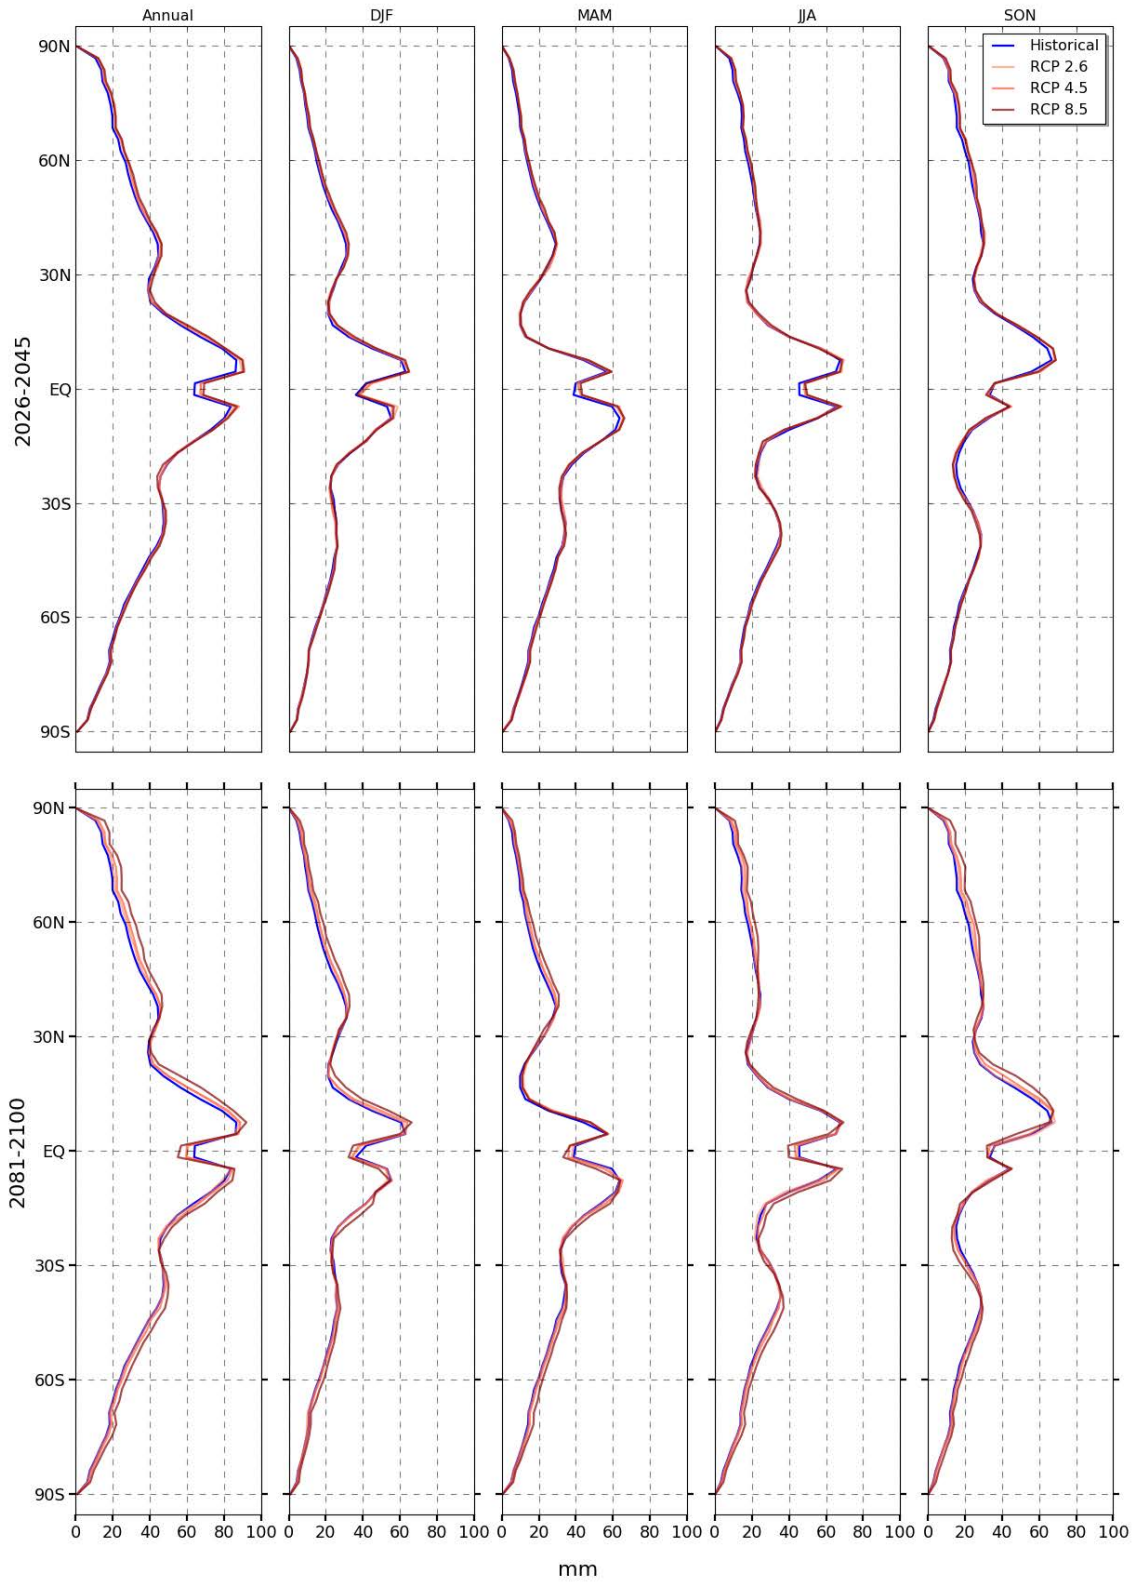 Annual DJF MAM JJA SON
Historical
RCP 2.6
RCP 4.5
RCP 8.5
90N
60N
30N
EQ
30S
60S
90S
2026-2045
90N
60N
30N
EQ
30S
60S
90S
2081-2100
0 20 40 60 80 100 0 20 40 60 80 100 0 20 40 60 80 100 0 20 40 60 80 100 0 20 40 60 80 100
mm